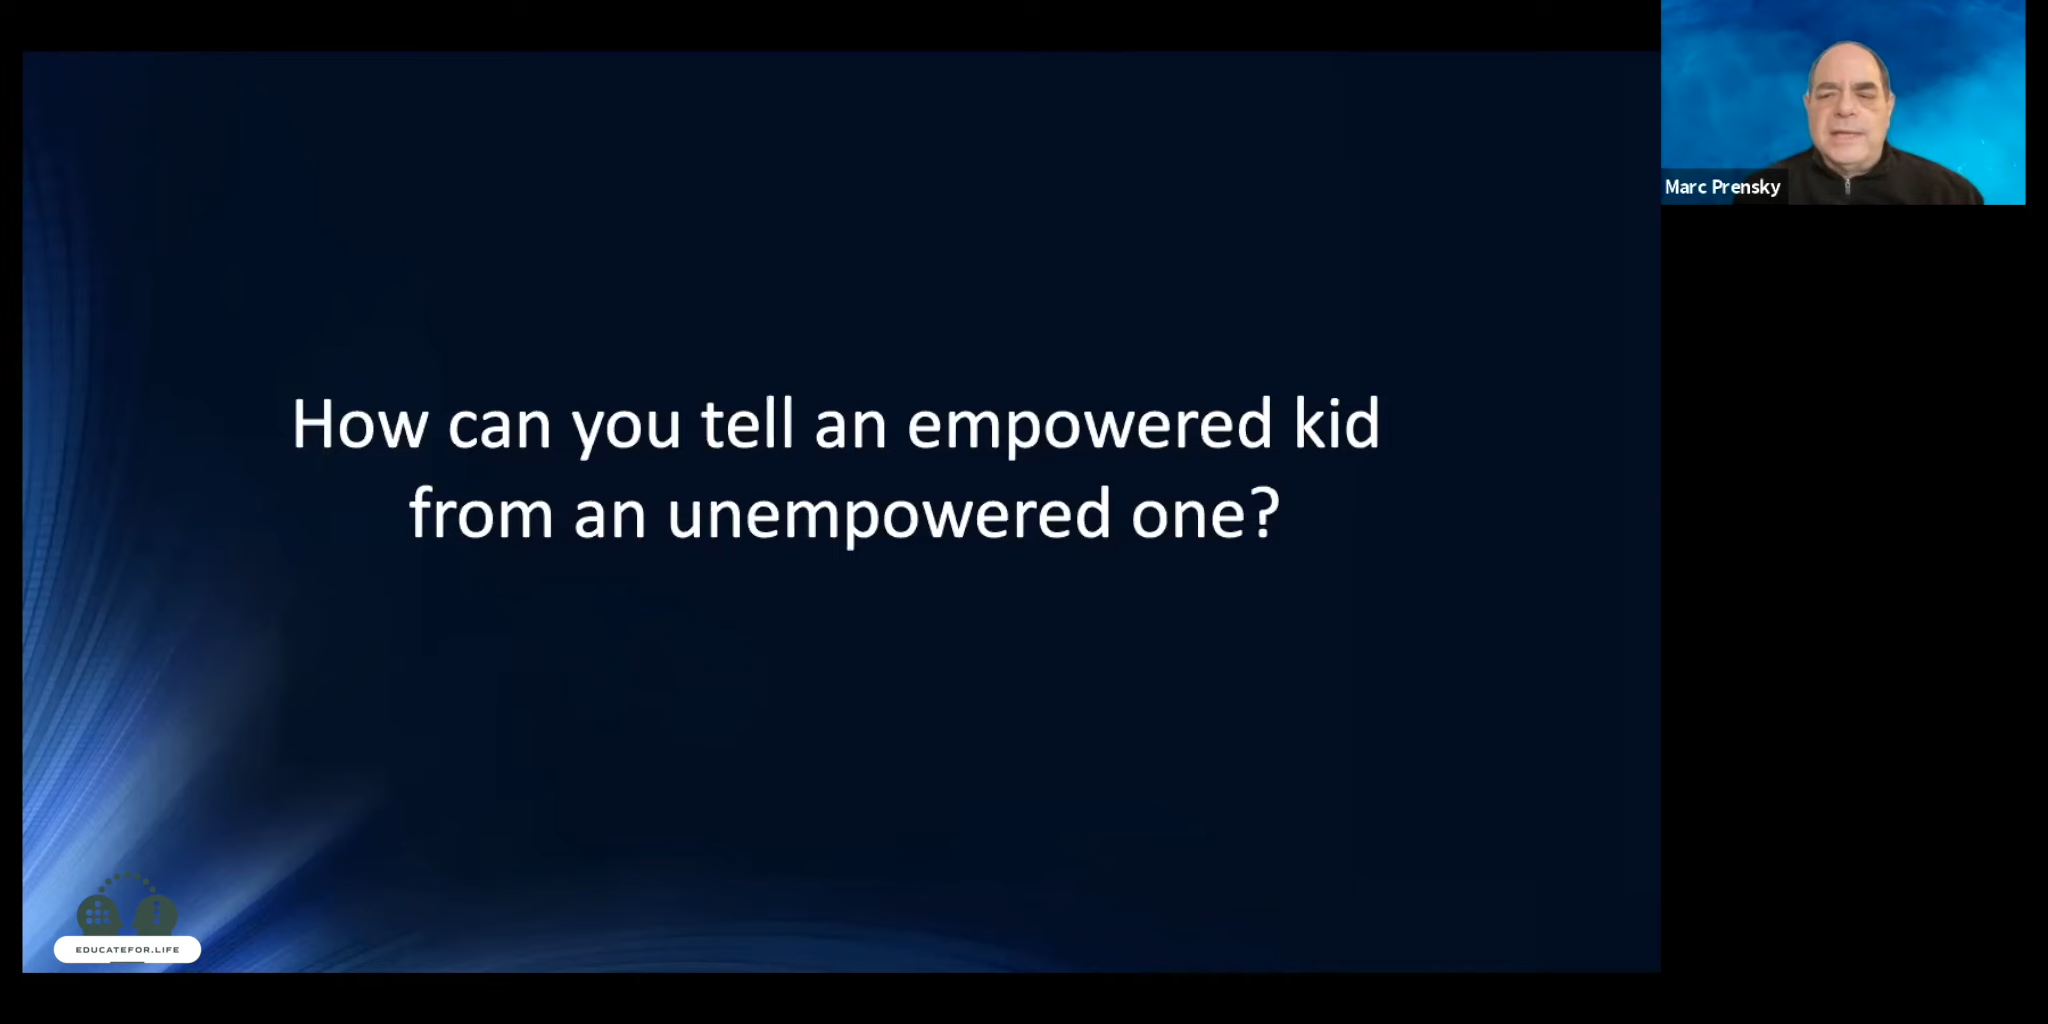 How can you tell an empowered kid
from an unempowered one?
Marc Prensky
EDUCATEFOR.LIFE